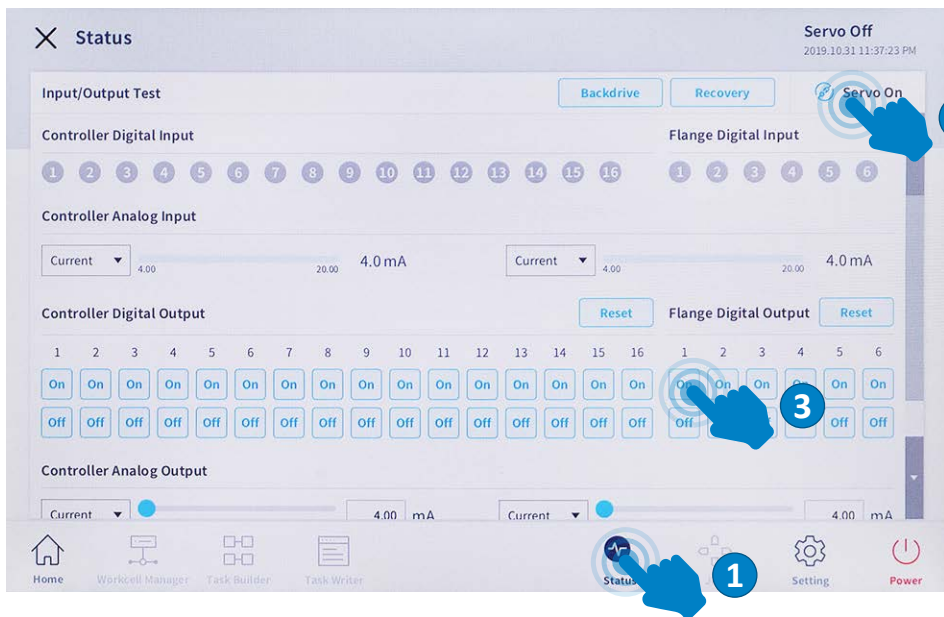 Status
Servo Off
2019.10.31 11:37:23 PM
Input/Output Test
Backdrive
Recovery
Servo On
Controller Digital Input
Flange Digital Input
1 2 3 4 5 6 7 8 9 10 11 12 13 14 15 16
1 2 3 4 5 6
Controller Analog Input
Current
4.00
20.00
4.0 mA
Current
4.00
20.00
4.0 mA
Controller Digital Output
Reset
Flange Digital Output
Reset
1 2 3 4 5 6 7 8 9 10 11 12 13 14 15 16
1 2 3 4 5 6
On On On On On On On On On On On On On On On On
On On On On On On
Off Off Off Off Off Off Off Off Off Off Off Off Off Off Off Off
Off Off Off
3
Controller Analog Output
Current
4.00 mA
Current
4.00 mA
Home
Workcell Manager
Task Builder
Task Writer
Status
1
Setting
Power